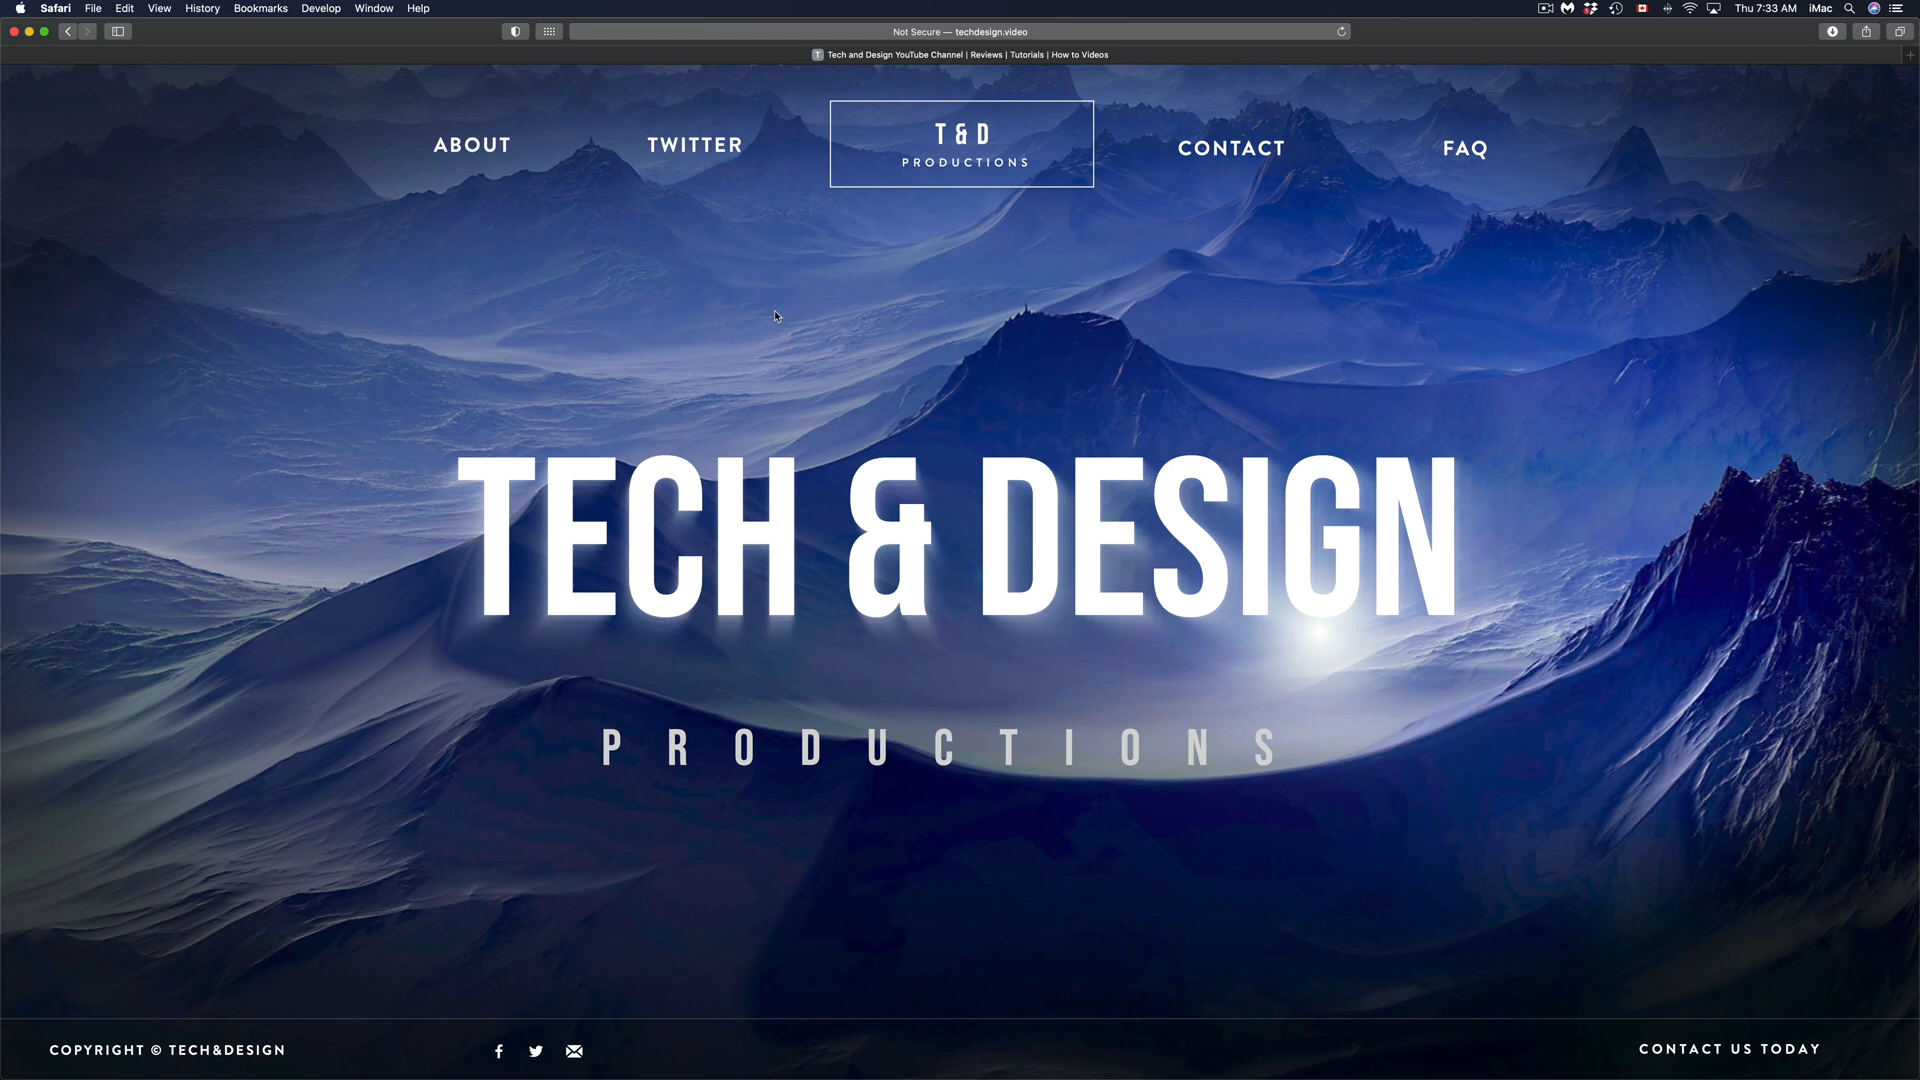 Safari File Edit View History Bookmarks Develop Window Help Thu 7:33 AM iMac
Not Secure — techdesign.video
T Tech and Design YouTube Channel | Reviews | Tutorials | How to Videos
ABOUT TWITTER T & D CONTACT FAQ
PRODUCTIONS
TECH & DESIGN
PRODUCTIONS
COPYRIGHT © TECH&DESIGN CONTACT US TODAY